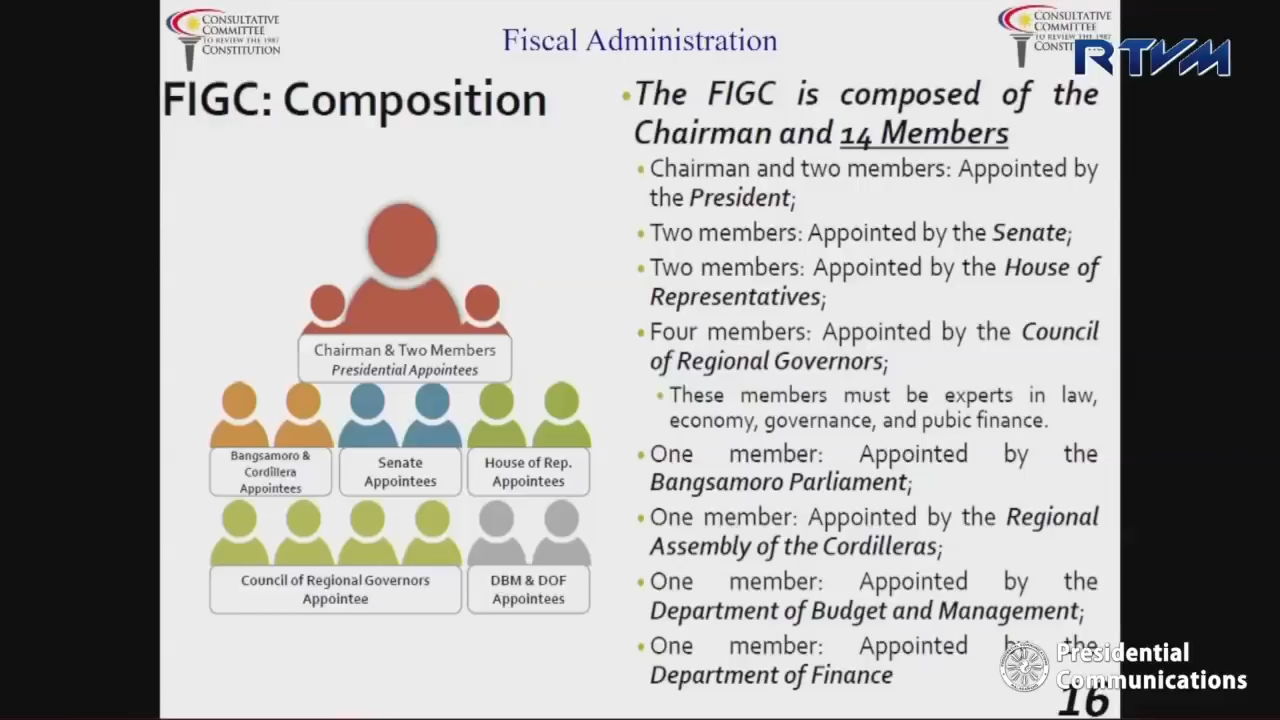 CONSULTATIVE
COMMITTEE
TO REVIEW THE 1987
CONSTITUTION
Fiscal Administration
CONSULTATIVE
COMMITTEE
TO REVIEW THE 1987
RTVM
FIGC: Composition
•The FIGC is composed of the
Chairman and 14 Members
•Chairman and two members: Appointed by
the President;
•Two members: Appointed by the Senate;
•Two members: Appointed by the House of
Representatives;
•Four members: Appointed by the Council
of Regional Governors;
•These members must be experts in law,
economy, governance, and pubic finance.
•One member: Appointed by the
Bangsamoro Parliament;
•One member: Appointed by the Regional
Assembly of the Cordilleras;
•One member: Appointed by the
Department of Budget and Management;
•One member: Appointed by the
Department of Finance
Chairman & Two Members
Presidential Appointees
Bangsamoro &
Cordillera
Appointees
Senate
Appointees
House of Rep.
Appointees
Council of Regional Governors
Appointee
DBM & DOF
Appointees
Presidential
Communications
16